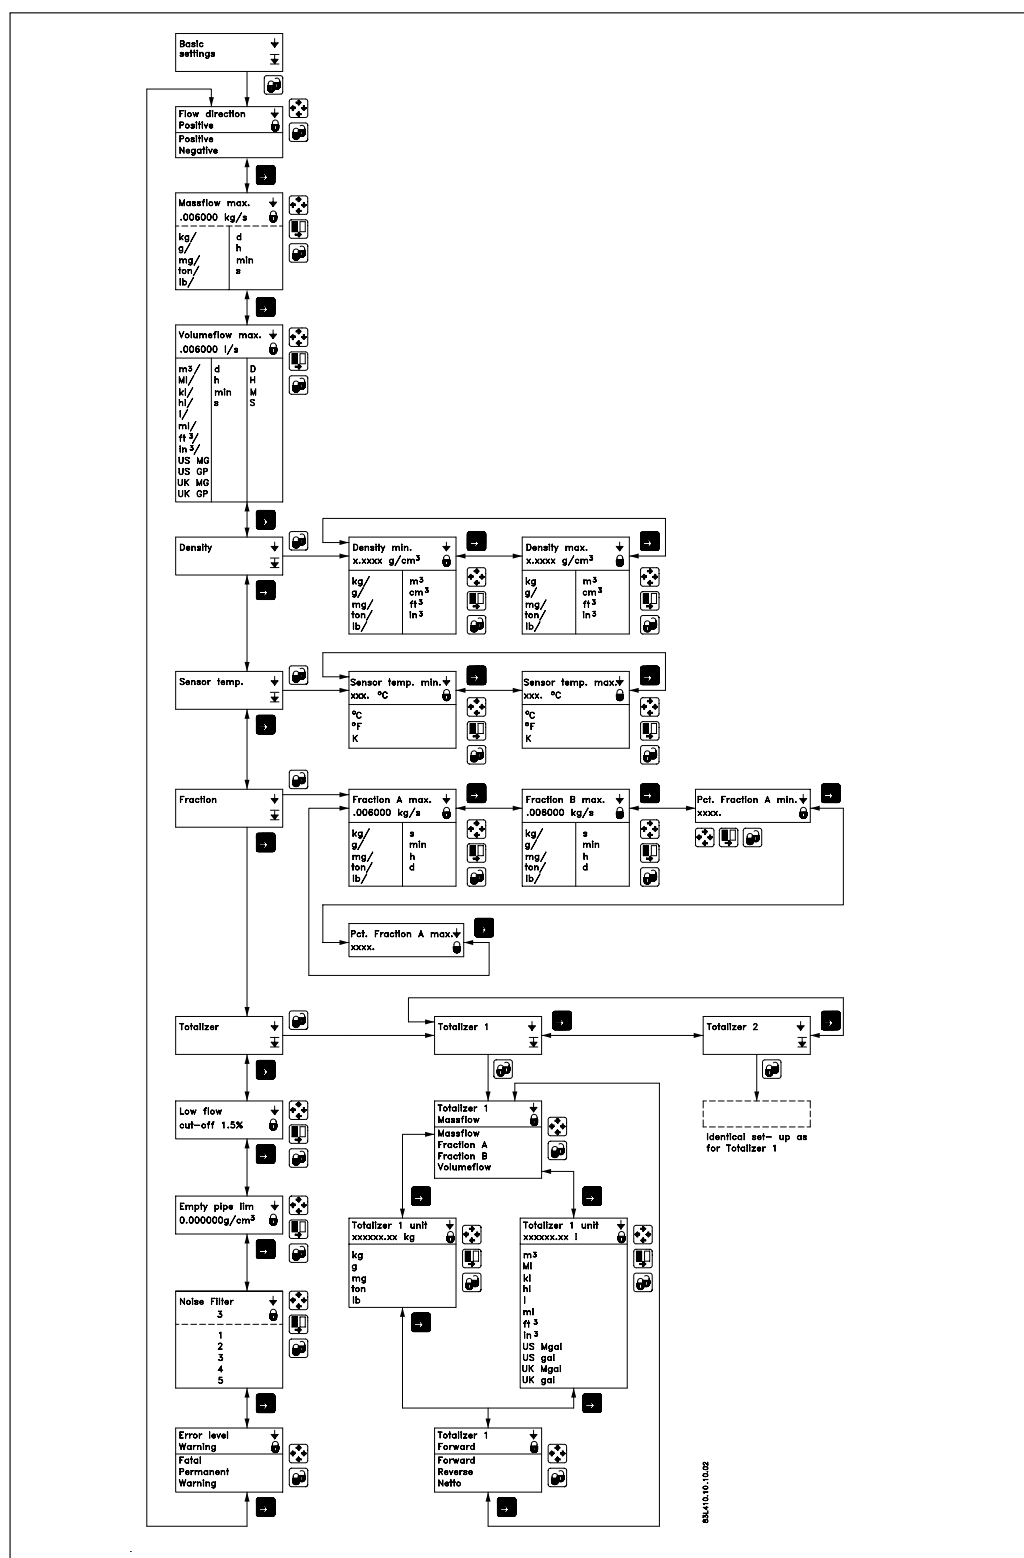 Basic
settings
Flow direction
Positive
Positive
Negative
Massflow max.
.006000 kg/s
kg/ d
g/ h
mg/ min
ton/ s
lb/
Volumeflow max.
.006000 l/s
m³/ d D
Ml/ h H
kl/ min M
hl/ s S
l/
ml/
ft³/
in³/
US MG
US GP
UK MG
UK GP
Density
Density min.
x.xxxx g/cm³
kg/ m³
g/ cm³
mg/ ft³
ton/ in³
lb/
Density max.
x.xxxx g/cm³
kg m³
g/ cm³
mg/ ft³
ton/ in³
lb/
Sensor temp.
Sensor temp. min.
xxx. °C
°C
°F
K
Sensor temp. max.
xxx. °C
°C
°F
K
Fraction
Fraction A max.
.006000 kg/s
kg/ s
g/ min
mg/ h
ton/ d
lb/
Fraction B max.
.006000 kg/s
kg/ s
g/ min
mg/ h
ton/ d
lb/
Pct. Fraction A min.
xxxx.
Pct. Fraction A max.
xxxx.
Totalizer
Totalizer 1
Totalizer 2
Low flow
cut-off 1.5%
Totalizer 1
Massflow
Massflow
Fraction A
Fraction B
Volumeflow
Identical set- up as
for Totalizer 1
Empty pipe lim
0.000000g/cm³
Totalizer 1 unit
xxxxxx.xx kg
kg
g
mg
ton
lb
Totalizer 1 unit
xxxxxx.xx l
m³
Ml
kl
hl
l
ml
ft³
in³
US Mgal
US gal
UK Mgal
UK gal
Noise Filter
3
1
2
3
4
5
Error level
Warning
Fatal
Permanent
Warning
Totalizer 1
Forward
Forward
Reverse
Netto
83L410.10.10.02